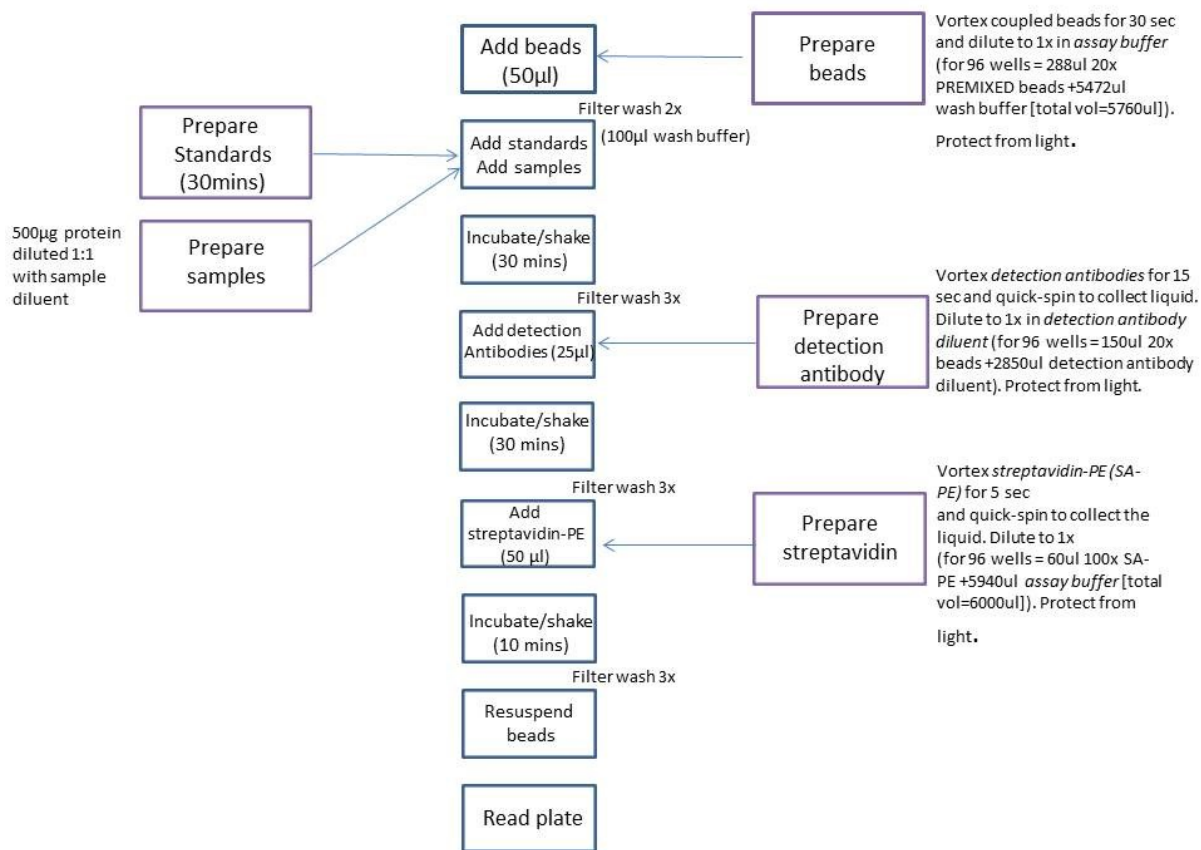 Add beads
(50µl)
Prepare
beads
Vortex coupled beads for 30 sec
and dilute to 1x in assay buffer
(for 96 wells = 288ul 20x
PREMIXED beads +5472ul
wash buffer [total vol=5760ul]).
Protect from light.
Filter wash 2x
(100µl wash buffer)
Prepare
Standards
(30mins)
Add standards
Add samples
500µg protein
diluted 1:1
with sample
diluent
Prepare
samples
Incubate/shake
(30 mins)
Filter wash 3x
Add detection
Antibodies (25µl)
Prepare
detection
antibody
Vortex detection antibodies for 15
sec and quick-spin to collect liquid.
Dilute to 1x in detection antibody
diluent (for 96 wells = 150ul 20x
beads +2850ul detection antibody
diluent). Protect from light.
Incubate/shake
(30 mins)
Filter wash 3x
Add
streptavidin-PE
(50 µl)
Prepare
streptavidin
Vortex streptavidin-PE (SA-
PE) for 5 sec
and quick-spin to collect the
liquid. Dilute to 1x
(for 96 wells = 60ul 100x SA-
PE +5940ul assay buffer [total
vol=6000ul]). Protect from
light.
Incubate/shake
(10 mins)
Filter wash 3x
Resuspend
beads
Read plate